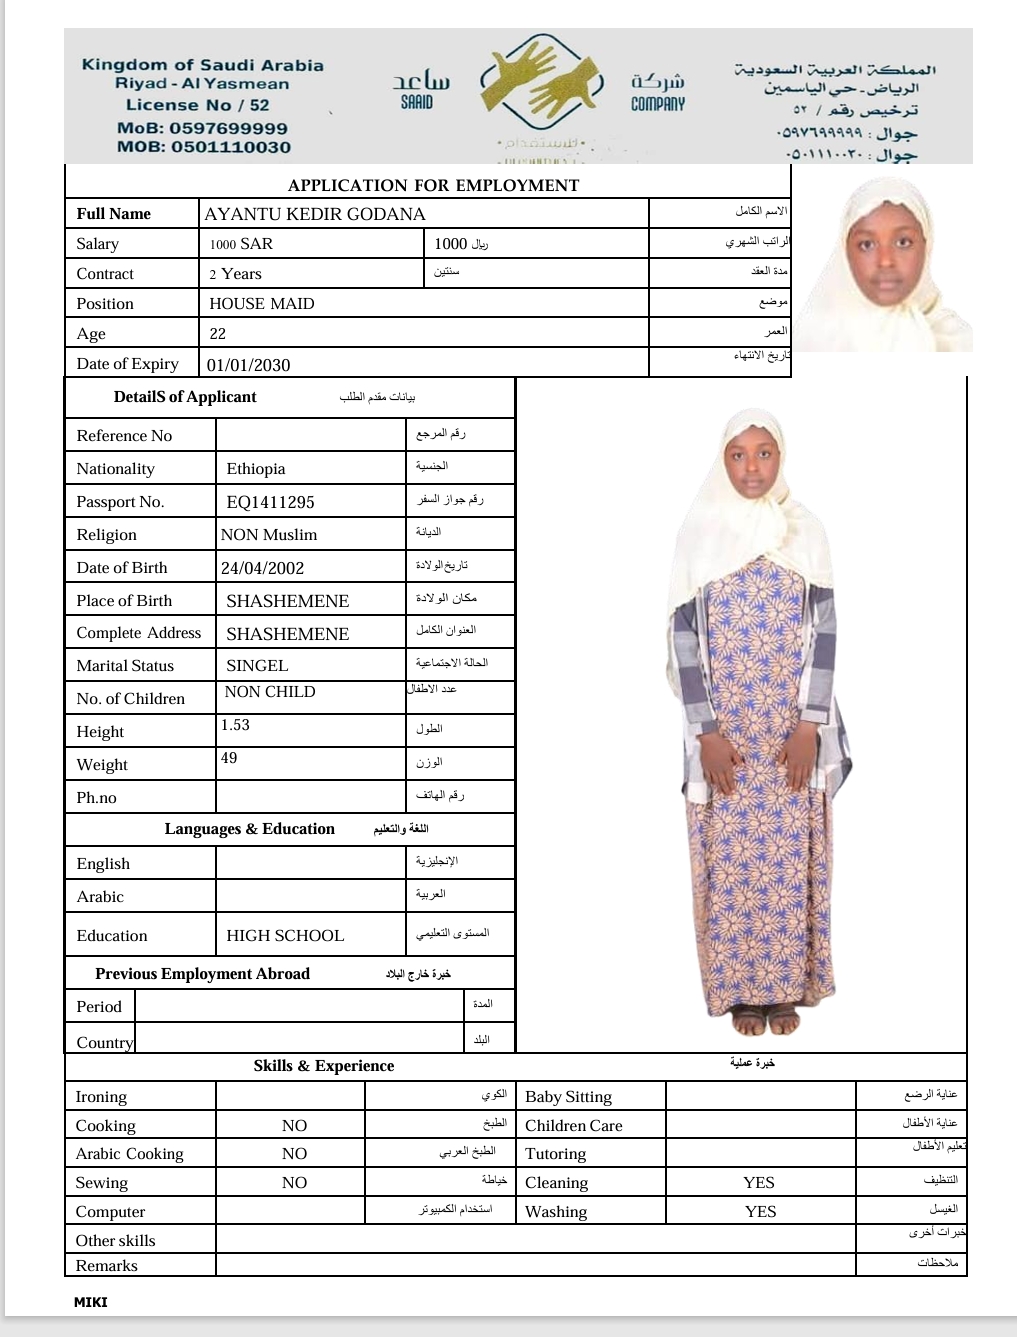 Kingdom of Saudi Arabia
Riyad - Al Yasmean
License No / 52
MoB: 0597699999
MOB: 0501110030
ساعد
SAAID
شركة
COMPANY
للإستقدام
المملكة العربية السعودية
الرياض - حي الياسمين
ترخيص رقم / ٥٢
جوال : ٠٥٩٧٦٩٩٩٩٩
جوال : ٠٥٠١١١٠٠٣٠
APPLICATION FOR EMPLOYMENT
Full Name AYANTU KEDIR GODANA الاسم الكامل
Salary 1000 SAR 1000 ريال الراتب الشهري
Contract 2 Years سنتين مدة العقد
Position HOUSE MAID موضع
Age 22 العمر
Date of Expiry 01/01/2030 تاريخ الانتهاء
DetailS of Applicant بيانات مقدم الطلب
Reference No رقم المرجع
Nationality Ethiopia الجنسية
Passport No. EQ1411295 رقم جواز السفر
Religion NON Muslim الديانة
Date of Birth 24/04/2002 تاريخ الولادة
Place of Birth SHASHEMENE مكان الولادة
Complete Address SHASHEMENE العنوان الكامل
Marital Status SINGEL الحالة الاجتماعية
No. of Children NON CHILD عدد الاطفال
Height 1.53 الطول
Weight 49 الوزن
Ph.no رقم الهاتف
Languages & Education اللغة والتعليم
English الإنجليزية
Arabic العربية
Education HIGH SCHOOL المستوى التعليمي
Previous Employment Abroad خبرة خارج البلاد
Period المدة
Country البلد
Skills & Experience خبرة عملية
Ironing الكوي Baby Sitting عناية الرضع
Cooking NO الطبخ Children Care عناية الأطفال
Arabic Cooking NO الطبخ العربي Tutoring تعليم الأطفال
Sewing NO خياطة Cleaning YES التنظيف
Computer استخدام الكمبيوتر Washing YES الغيسل
Other skills خبرات أخرى
Remarks ملاحظات
MIKI